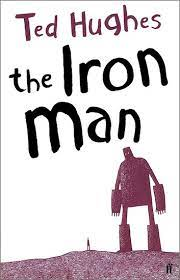 Ted Hughes
the Iron
Man
ff